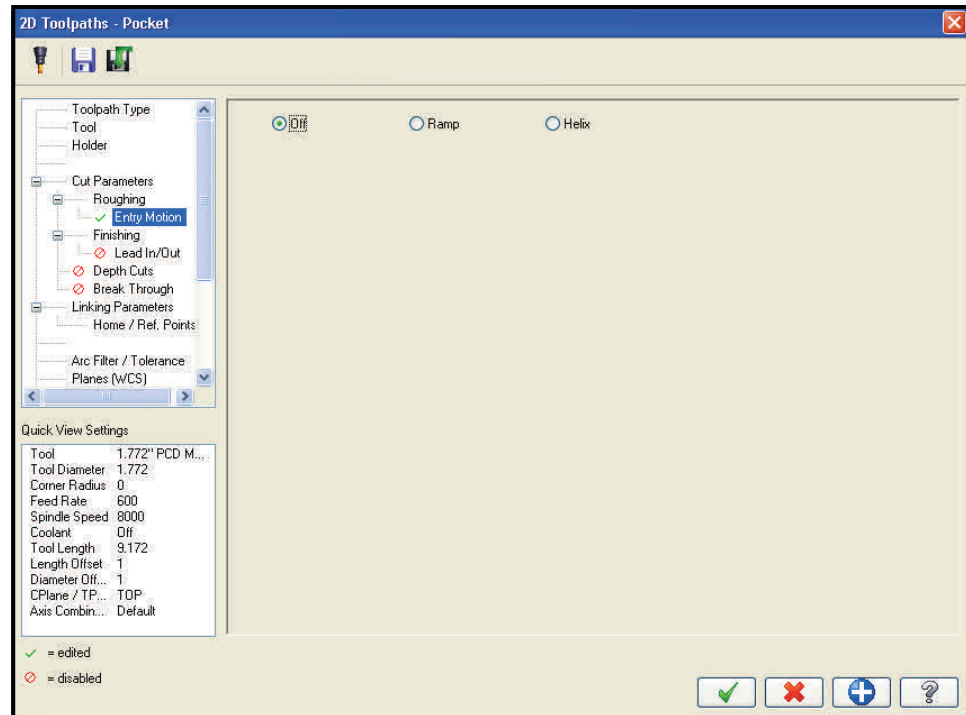 2D Toolpaths - Pocket
Toolpath Type
Tool
Holder
Cut Parameters
Roughing
Entry Motion
Finishing
Lead In/Out
Depth Cuts
Break Through
Linking Parameters
Home / Ref. Points
Arc Filter / Tolerance
Planes (WCS)
Off Ramp Helix
Quick View Settings
Tool 1.772" PCD M...
Tool Diameter 1.772
Corner Radius 0
Feed Rate 600
Spindle Speed 8000
Coolant Off
Tool Length 9.172
Length Offset 1
Diameter Off... 1
CPlane / TP... TOP
Axis Combin... Default
= edited
= disabled